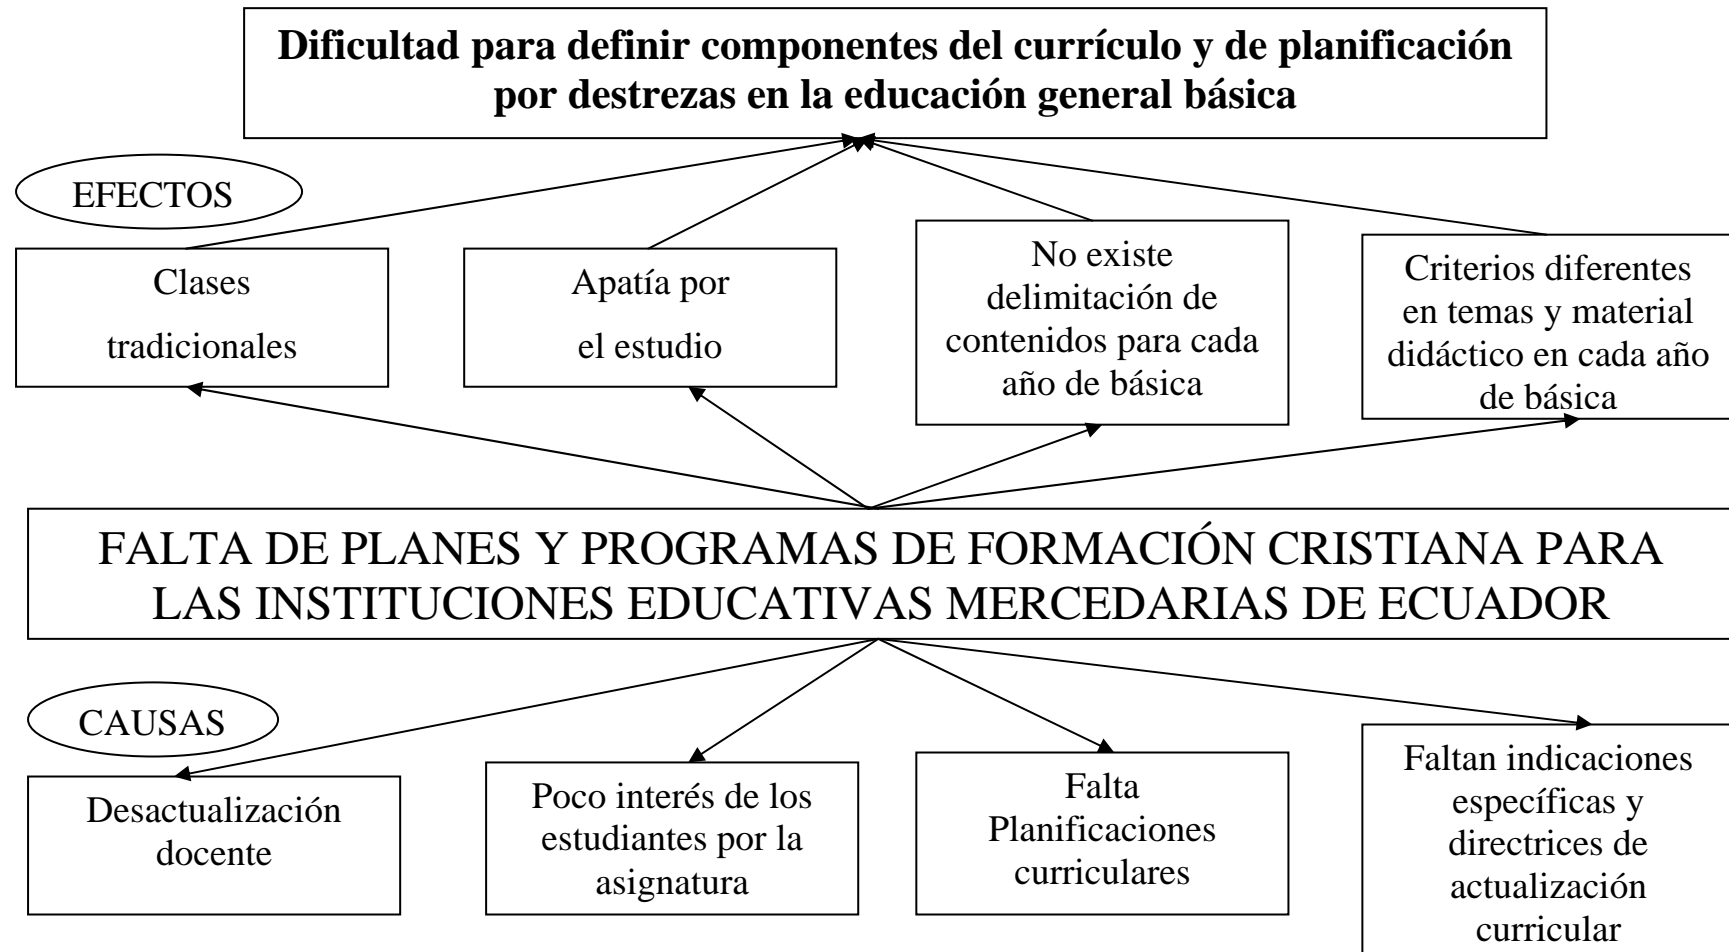 Dificultad para definir componentes del currículo y de planificación
por destrezas en la educación general básica
EFECTOS
Clases
tradicionales
Apatía por
el estudio
No existe
delimitación de
contenidos para cada
año de básica
Criterios diferentes
en temas y material
didáctico en cada año
de básica
FALTA DE PLANES Y PROGRAMAS DE FORMACIÓN CRISTIANA PARA
LAS INSTITUCIONES EDUCATIVAS MERCEDARIAS DE ECUADOR
CAUSAS
Desactualización
docente
Poco interés de los
estudiantes por la
asignatura
Falta
Planificaciones
curriculares
Faltan indicaciones
específicas y
directrices de
actualización
curricular